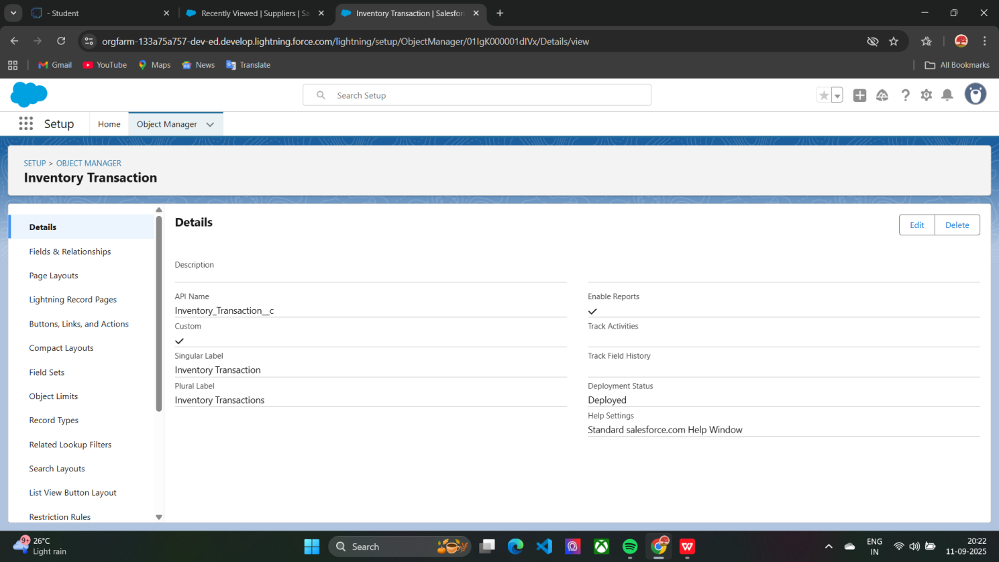 - Student
Recently Viewed | Suppliers | Sa
Inventory Transaction | Salesforc
orgfarm-133a75a757-dev-ed.develop.lightning.force.com/lightning/setup/ObjectManager/01IgK000001dIVx/Details/view
Gmail
YouTube
Maps
News
Translate
All Bookmarks
Search Setup
Setup
Home
Object Manager
SETUP > OBJECT MANAGER
Inventory Transaction
Details
Fields & Relationships
Page Layouts
Lightning Record Pages
Buttons, Links, and Actions
Compact Layouts
Field Sets
Object Limits
Record Types
Related Lookup Filters
Search Layouts
List View Button Layout
Restriction Rules
Details
Edit
Delete
Description
API Name
Inventory_Transaction__c
Custom
Singular Label
Inventory Transaction
Plural Label
Inventory Transactions
Enable Reports
Track Activities
Track Field History
Deployment Status
Deployed
Help Settings
Standard salesforce.com Help Window
9+
26°C
Light rain
Search
ENG
IN
20:22
11-09-2025